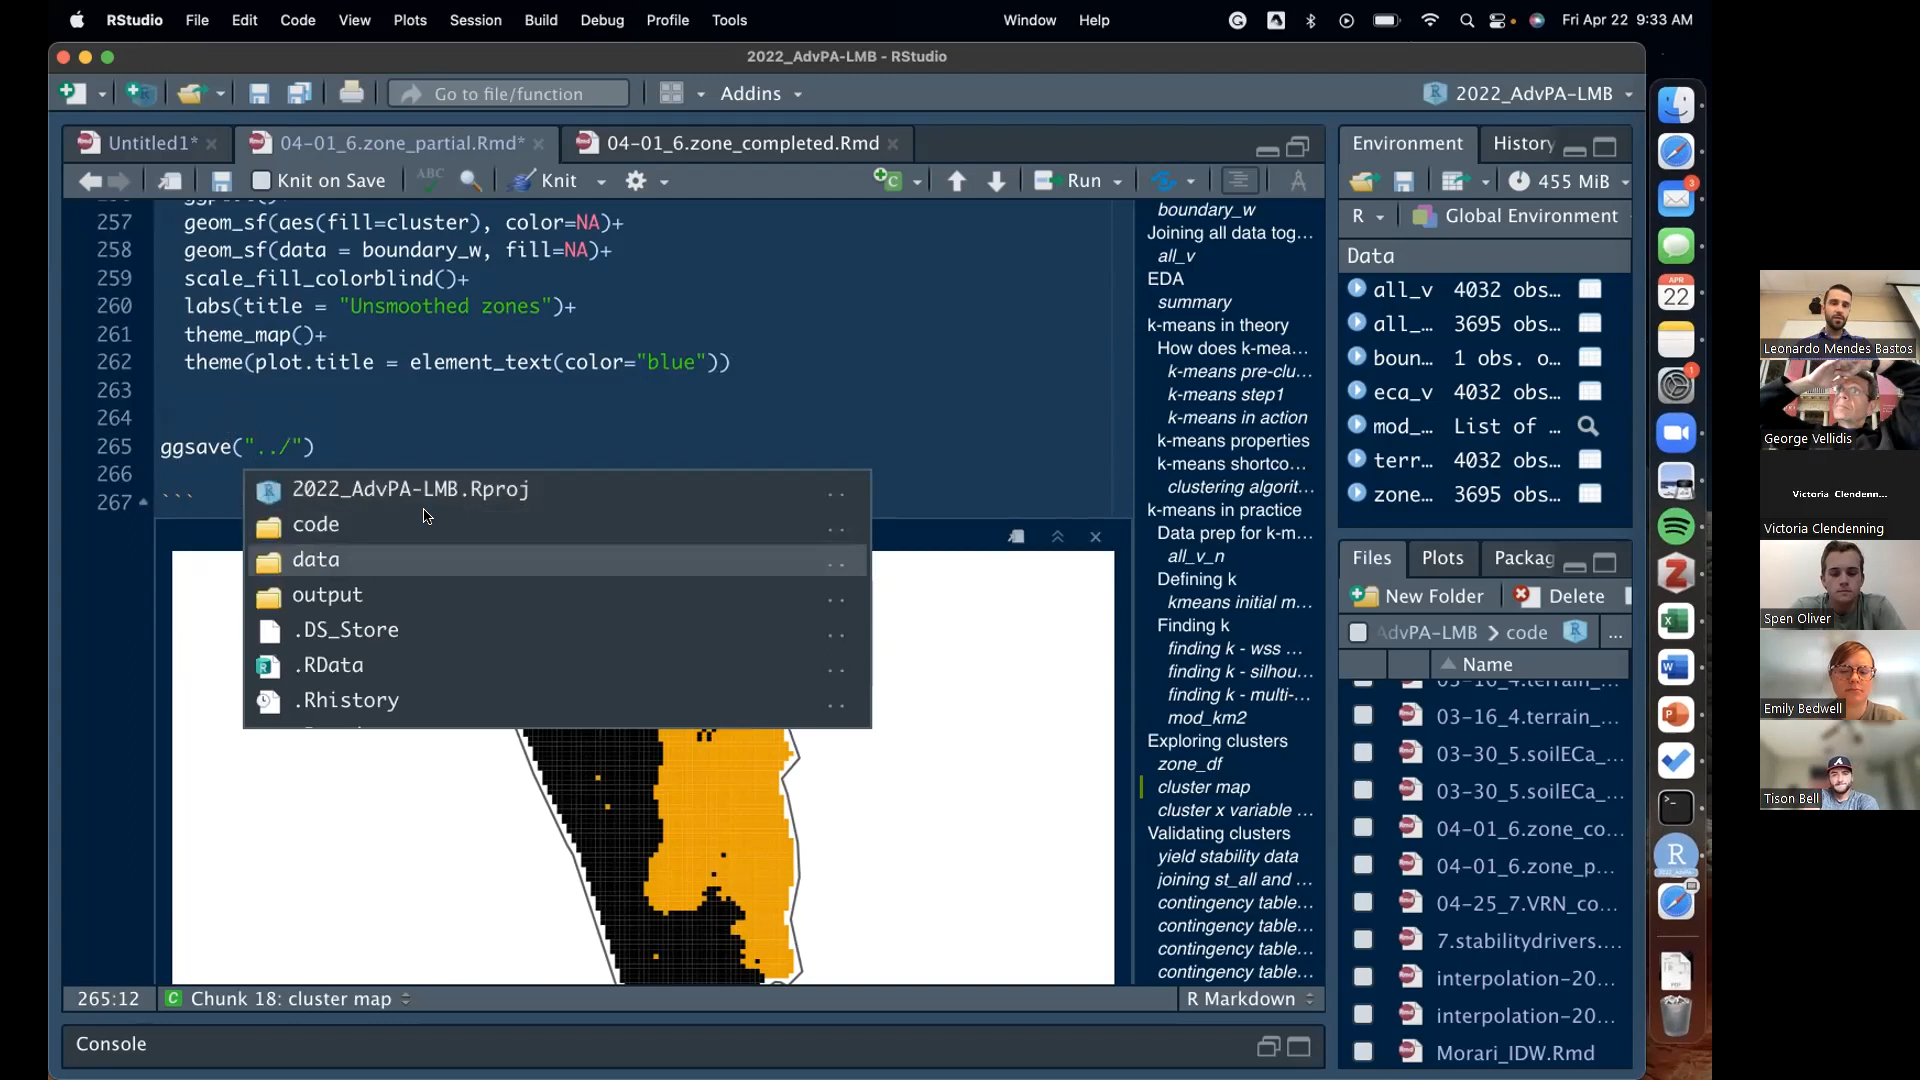 RStudio File Edit Code View Plots Session Build Debug Profile Tools Window Help Fri Apr 22 9:33 AM
2022_AdvPA-LMB - RStudio
Go to file/function Addins 2022_AdvPA-LMB
Untitled1* 04-01_6.zone_partial.Rmd* 04-01_6.zone_completed.Rmd
Knit on Save ABC Knit Run
257 geom_sf(aes(fill=cluster), color=NA)+
258 geom_sf(data = boundary_w, fill=NA)+
259 scale_fill_colorblind()+
260 labs(title = "Unsmoothed zones")+
261 theme_map()+
262 theme(plot.title = element_text(color="blue"))
263
264
265 ggsave("../")
266
267 ```
2022_AdvPA-LMB.Rproj ..
code ..
data ..
output ..
.DS_Store ..
.RData ..
.Rhistory ..
265:12 Chunk 18: cluster map R Markdown
Console
boundary_w
Joining all data tog...
all_v
EDA
summary
k-means in theory
How does k-mea...
k-means pre-clu...
k-means step1
k-means in action
k-means properties
k-means shortco...
clustering algorit...
k-means in practice
Data prep for k-m...
all_v_n
Defining k
kmeans initial m...
Finding k
finding k - wss ...
finding k - silhou...
finding k - multi-...
mod_km2
Exploring clusters
zone_df
cluster map
cluster x variable ...
Validating clusters
yield stability data
joining st_all and ...
contingency table...
contingency table...
contingency table...
contingency table...
Environment History
455 MiB
R Global Environment
Data
all_v 4032 obs...
all_... 3695 obs...
boun... 1 obs. o...
eca_v 4032 obs...
mod_... List of ...
terr... 4032 obs...
zone... 3695 obs...
Files Plots Packag
New Folder Delete
AdvPA-LMB code ...
Name
03-16_4.terrain_...
03-16_4.terrain_...
03-30_5.soilECa_...
03-30_5.soilECa_...
04-01_6.zone_co...
04-01_6.zone_p...
04-25_7.VRN_co...
7.stabilitydrivers....
interpolation-20...
interpolation-20...
Morari_IDW.Rmd
3
APR
22
1
Leonardo Mendes Bastos
George Vellidis
Victoria Clendenn...
Victoria Clendenning
Spen Oliver
Emily Bedwell
Tison Bell